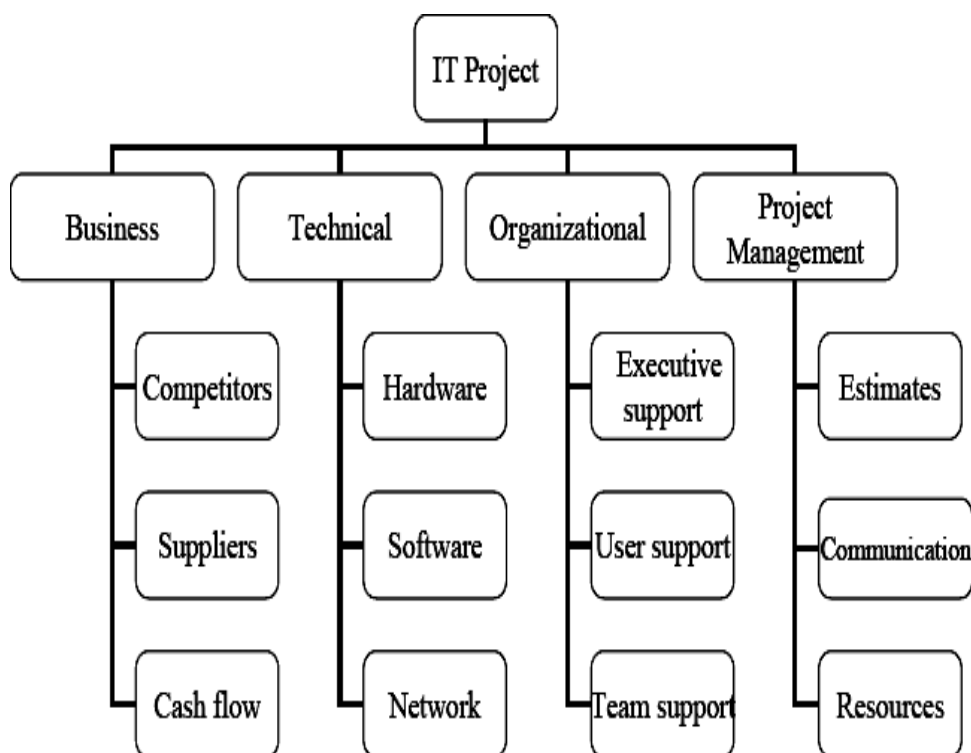 IT Project
Business
Technical
Organizational
Project
Management
Competitors
Hardware
Executive
support
Estimates
Suppliers
Software
User support
Communication
Cash flow
Network
Team support
Resources